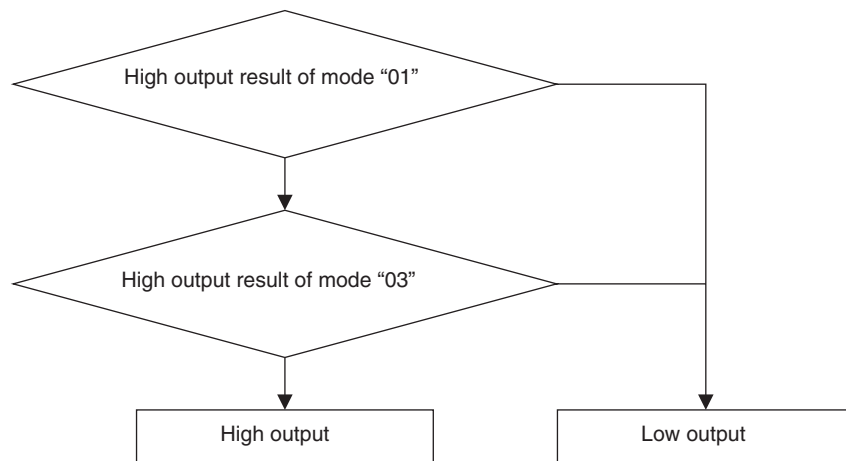 High output result of mode “01”
High output result of mode “03”
High output
Low output